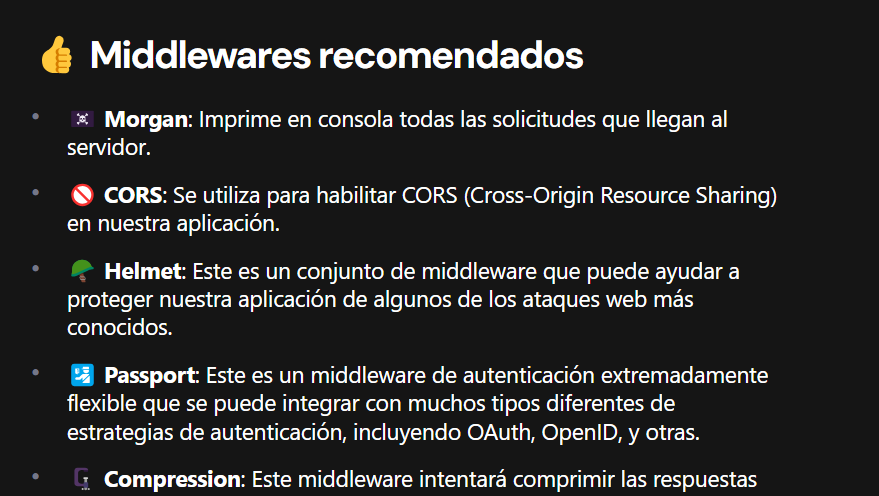 👍 Middlewares recomendados
Morgan: Imprime en consola todas las solicitudes que llegan al
servidor.
CORS: Se utiliza para habilitar CORS (Cross-Origin Resource Sharing)
en nuestra aplicación.
Helmet: Este es un conjunto de middleware que puede ayudar a
proteger nuestra aplicación de algunos de los ataques web más
conocidos.
Passport: Este es un middleware de autenticación extremadamente
flexible que se puede integrar con muchos tipos diferentes de
estrategias de autenticación, incluyendo OAuth, OpenID, y otras.
Compression: Este middleware intentará comprimir las respuestas